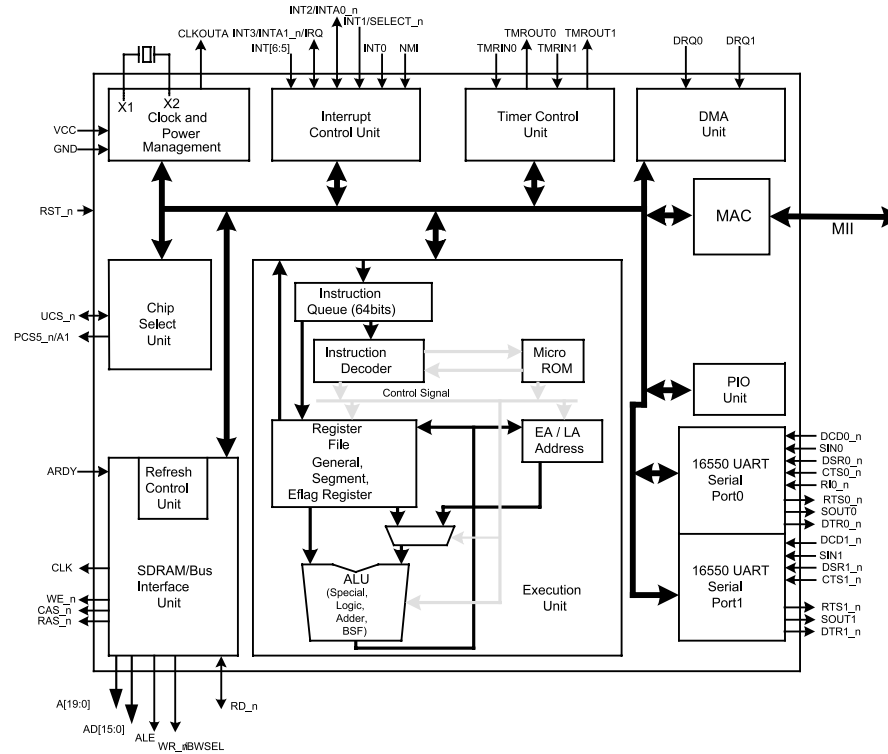 INT2/INTA0_n
INT1/SELECT_n
CLKOUTA
INT3/INTA1_n/IRQ
INT[6:5]
INT0
NMI
TMROUT0
TMROUT1
TMRIN0
TMRIN1
DRQ0
DRQ1
X1
X2
Clock and
Power
Management
Interrupt
Control Unit
Timer Control
Unit
DMA
Unit
VCC
GND
RST_n
MAC
MII
Chip
Select
Unit
UCS_n
PCS5_n/A1
Instruction
Queue (64bits)
Instruction
Decoder
Micro
ROM
Control Signal
Register
File
General,
Segment,
Eflag Register
EA / LA
Address
ALU
(Special,
Logic,
Adder,
BSF)
Execution
Unit
PIO
Unit
16550 UART
Serial
Port0
DCD0_n
SIN0
DSR0_n
CTS0_n
RI0_n
RTS0_n
SOUT0
DTR0_n
16550 UART
Serial
Port1
DCD1_n
SIN1
DSR1_n
CTS1_n
RTS1_n
SOUT1
DTR1_n
ARDY
Refresh
Control
Unit
SDRAM/Bus
Interface
Unit
CLK
WE_n
CAS_n
RAS_n
A[19:0]
AD[15:0]
ALE
WR_n/BWSEL
RD_n